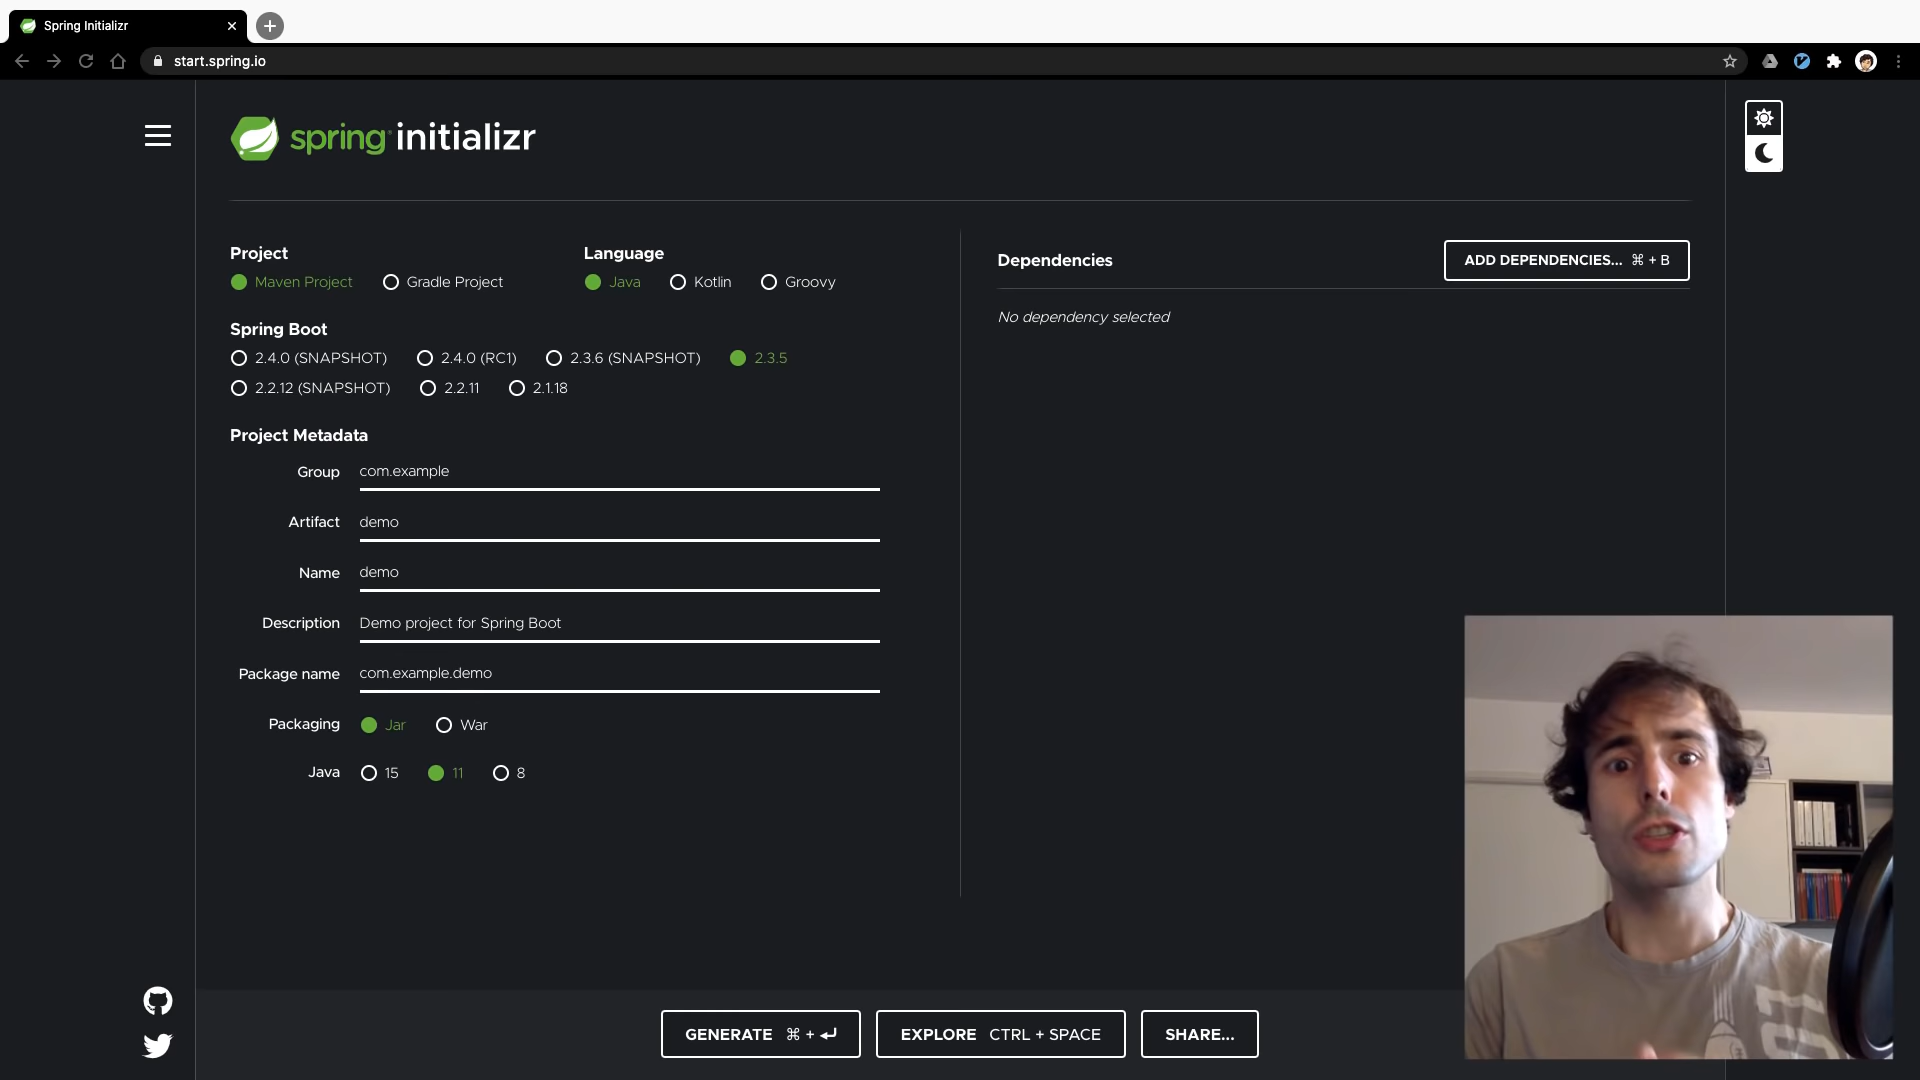 Spring Initializr
start.spring.io
spring initializr
Project
Maven Project Gradle Project
Language
Java Kotlin Groovy
Spring Boot
2.4.0 (SNAPSHOT) 2.4.0 (RC1) 2.3.6 (SNAPSHOT) 2.3.5
2.2.12 (SNAPSHOT) 2.2.11 2.1.18
Project Metadata
Group com.example
Artifact demo
Name demo
Description Demo project for Spring Boot
Package name com.example.demo
Packaging Jar War
Java 15 11 8
Dependencies
ADD DEPENDENCIES... ⌘ + B
No dependency selected
GENERATE ⌘ + ⏎
EXPLORE CTRL + SPACE
SHARE...